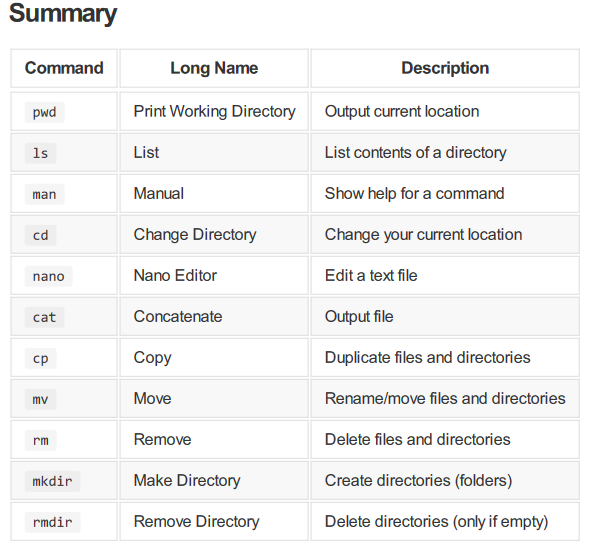 Summary
Command Long Name Description
pwd Print Working Directory Output current location
ls List List contents of a directory
man Manual Show help for a command
cd Change Directory Change your current location
nano Nano Editor Edit a text file
cat Concatenate Output file
cp Copy Duplicate files and directories
mv Move Rename/move files and directories
rm Remove Delete files and directories
mkdir Make Directory Create directories (folders)
rmdir Remove Directory Delete directories (only if empty)